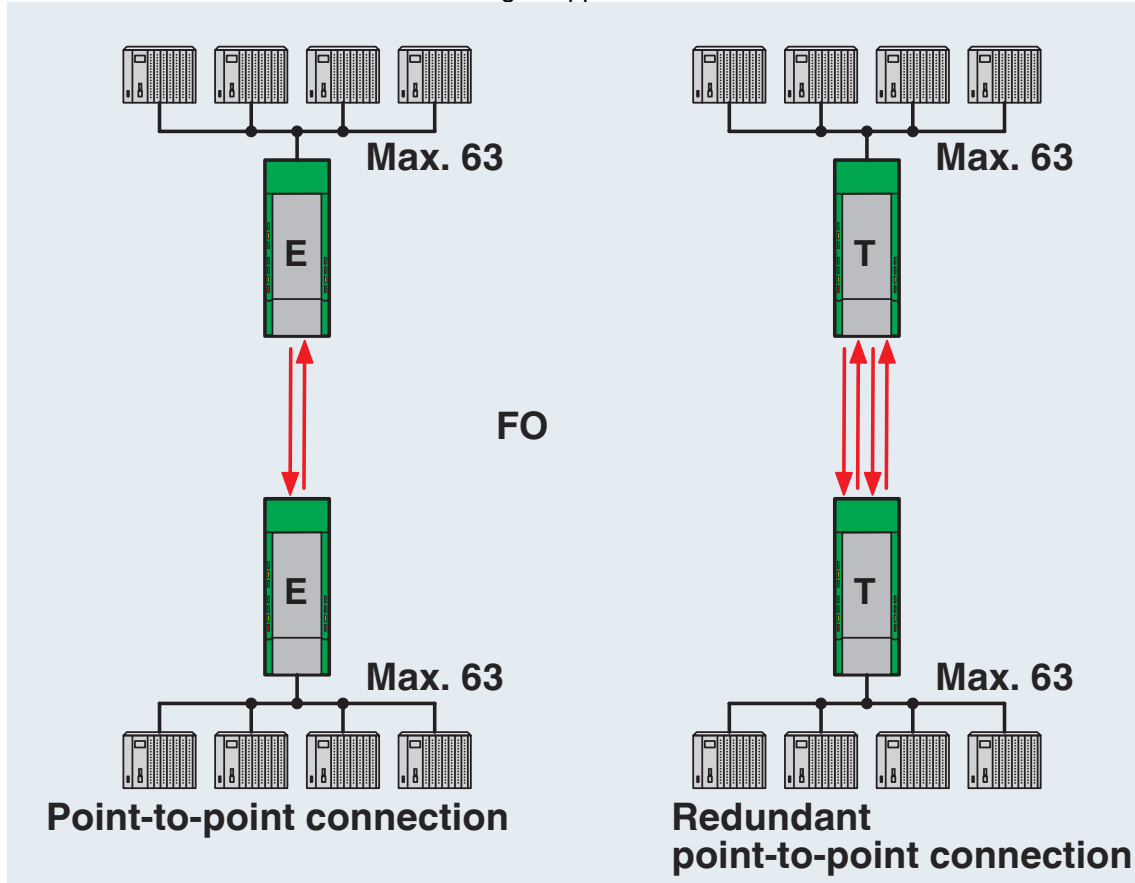 Max. 63
Max. 63
E
T
FO
E
T
Max. 63
Max. 63
Point-to-point connection
Redundant
point-to-point connection